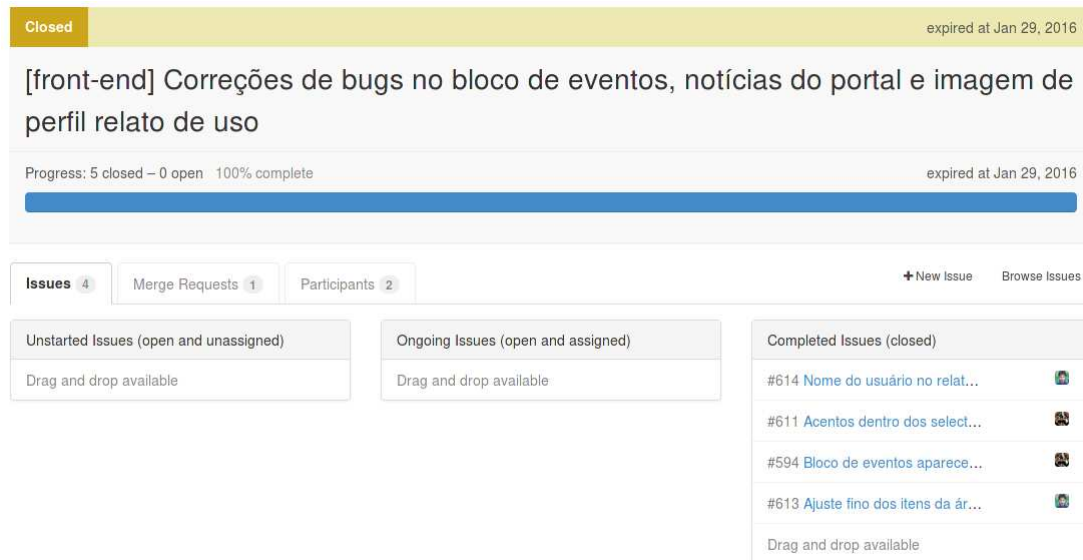 Closed expired at Jan 29, 2016
[front-end] Correções de bugs no bloco de eventos, notícias do portal e imagem de
perfil relato de uso
Progress: 5 closed – 0 open 100% complete expired at Jan 29, 2016
Issues 4 Merge Requests 1 Participants 2 + New Issue Browse Issues
Unstarted Issues (open and unassigned)
Drag and drop available
Ongoing Issues (open and assigned)
Drag and drop available
Completed Issues (closed)
#614 Nome do usuário no relat...
#611 Acentos dentro dos select...
#594 Bloco de eventos aparece...
#613 Ajuste fino dos itens da ár...
Drag and drop available